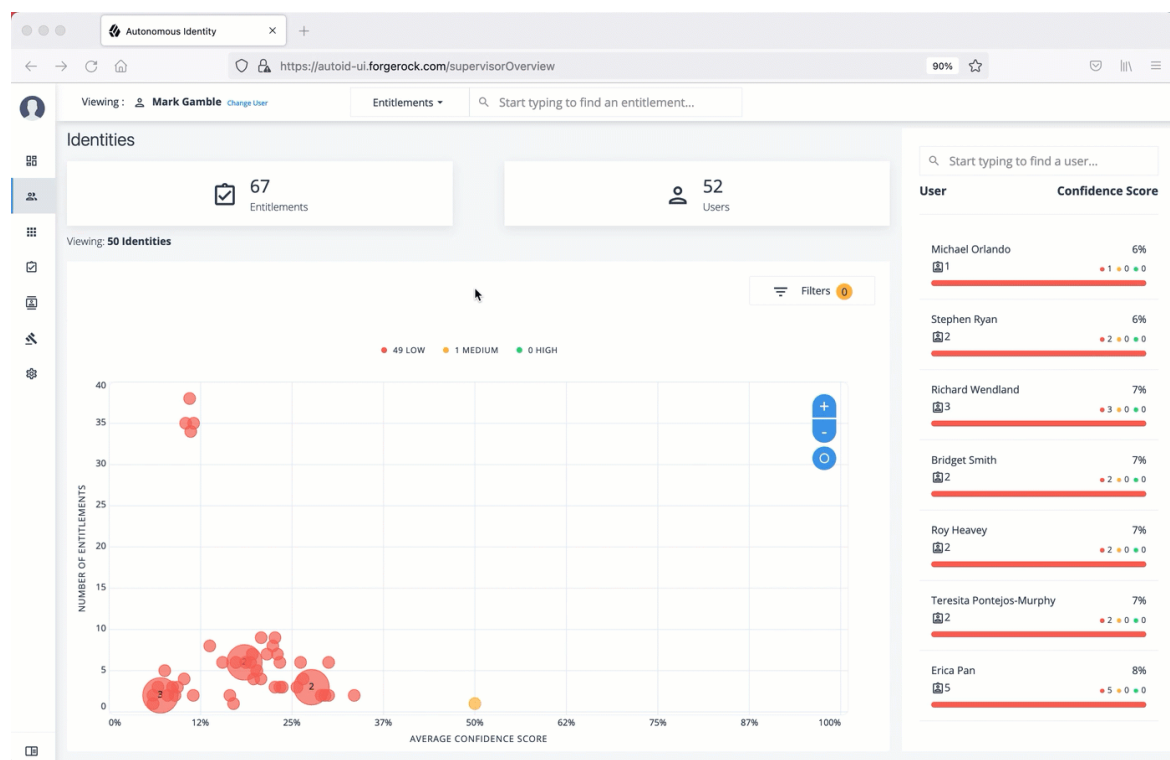 Autonomous Identity
https://autoid-ui.forgerock.com/supervisorOverview
90%
Viewing : Mark Gamble Change User
Entitlements
Start typing to find an entitlement...
Identities
67
Entitlements
52
Users
Viewing: 50 Identities
Filters 0
49 LOW 1 MEDIUM 0 HIGH
NUMBER OF ENTITLEMENTS
40
35
30
25
20
15
10
5
0
3
2
0% 12% 25% 37% 50% 62% 75% 87% 100%
AVERAGE CONFIDENCE SCORE
Start typing to find a user...
User Confidence Score
Michael Orlando 6%
1 1 0 0
Stephen Ryan 6%
2 2 0 0
Richard Wendland 7%
3 3 0 0
Bridget Smith 7%
2 2 0 0
Roy Heavey 7%
2 2 0 0
Teresita Pontejos-Murphy 7%
2 2 0 0
Erica Pan 8%
5 5 0 0